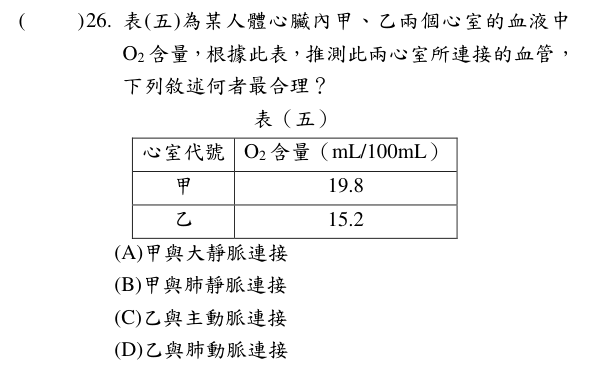 (　　)26. 表(五)為某人體心臟內甲、乙兩個心室的血液中
O₂含量，根據此表，推測此兩心室所連接的血管，
下列敘述何者最合理？
表（五）
心室代號 O₂含量（mL/100mL）
甲 19.8
乙 15.2
(A)甲與大靜脈連接
(B)甲與肺靜脈連接
(C)乙與主動脈連接
(D)乙與肺動脈連接